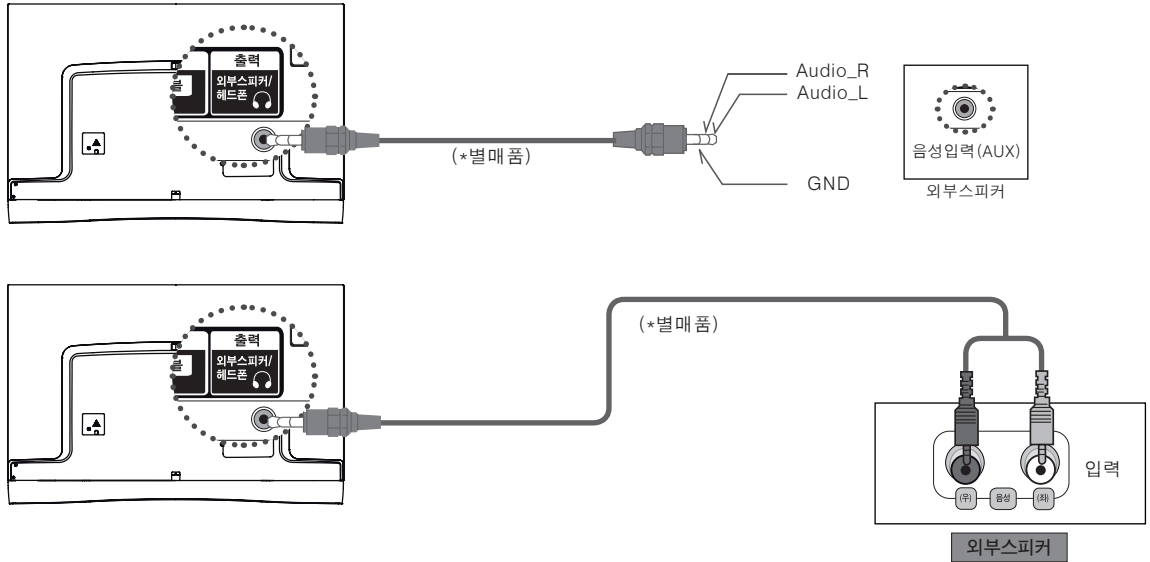 출력
외부스피커/
헤드폰
블
(*별매품)
Audio_R
Audio_L
GND
음성입력(AUX)
외부스피커
출력
외부스피커/
헤드폰
블
(*별매품)
입력
(우) 음성 (좌)
외부스피커